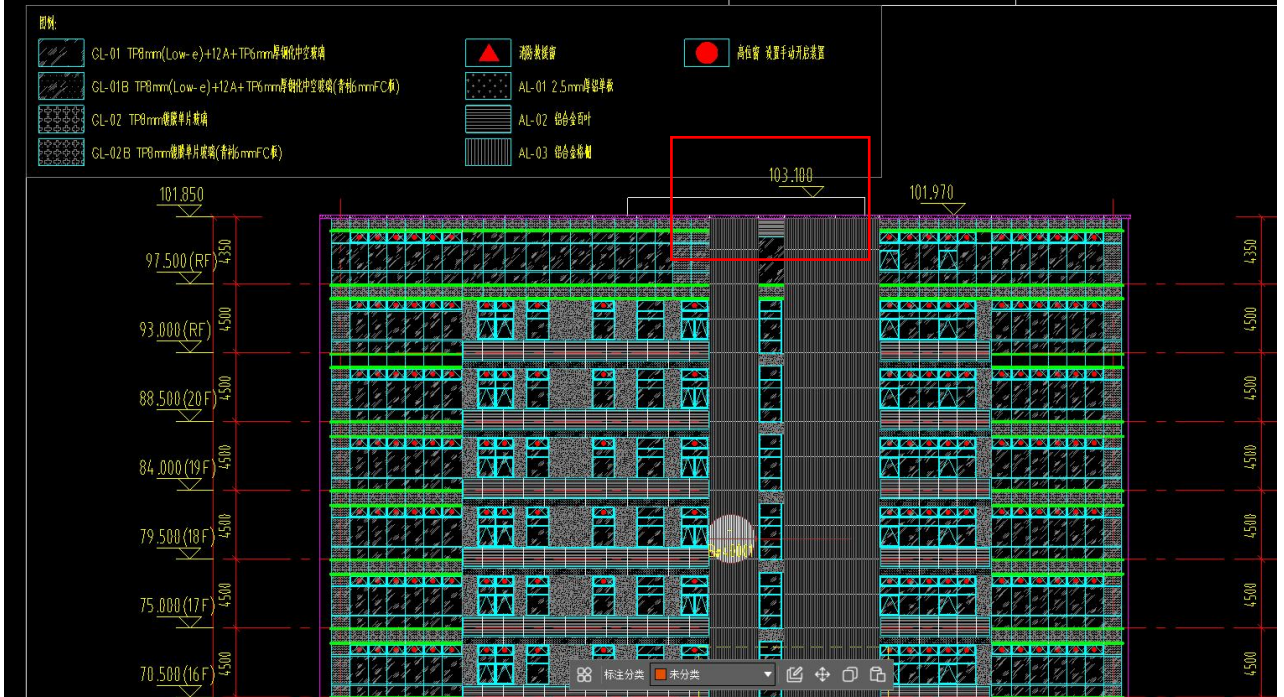 图例:
GL-01 TP8mm(Low-e)+12A+TP6mm厚钢化中空玻璃
GL-01B TP8mm(Low-e)+12A+TP6mm厚钢化中空玻璃(背衬6mmFC板)
GL-02 TP8mm镀膜单片玻璃
GL-02B TP8mm镀膜单片玻璃(背衬6mmFC板)
消防救援窗
AL-01 2.5mm厚铝单板
AL-02 铝合金百叶
AL-03 铝合金格栅
高位窗 设置手动开启装置
103.100
101.850
101.970
4350
97.500(RF)
4350
4500
93.000(RF)
4500
4500
88.500(20F)
4500
4500
84.000(19F)
4500
4500
79.500(18F)
4500
4500
75.000(17F)
4500
4500
70.500(16F)
4500
标注分类
未分类